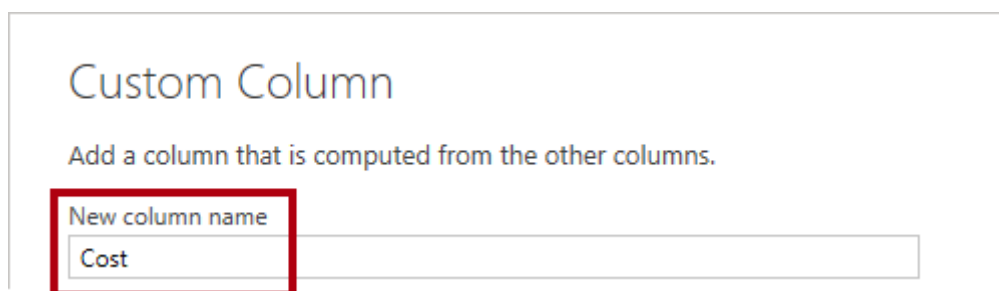 Custom Column
Add a column that is computed from the other columns.
New column name
Cost